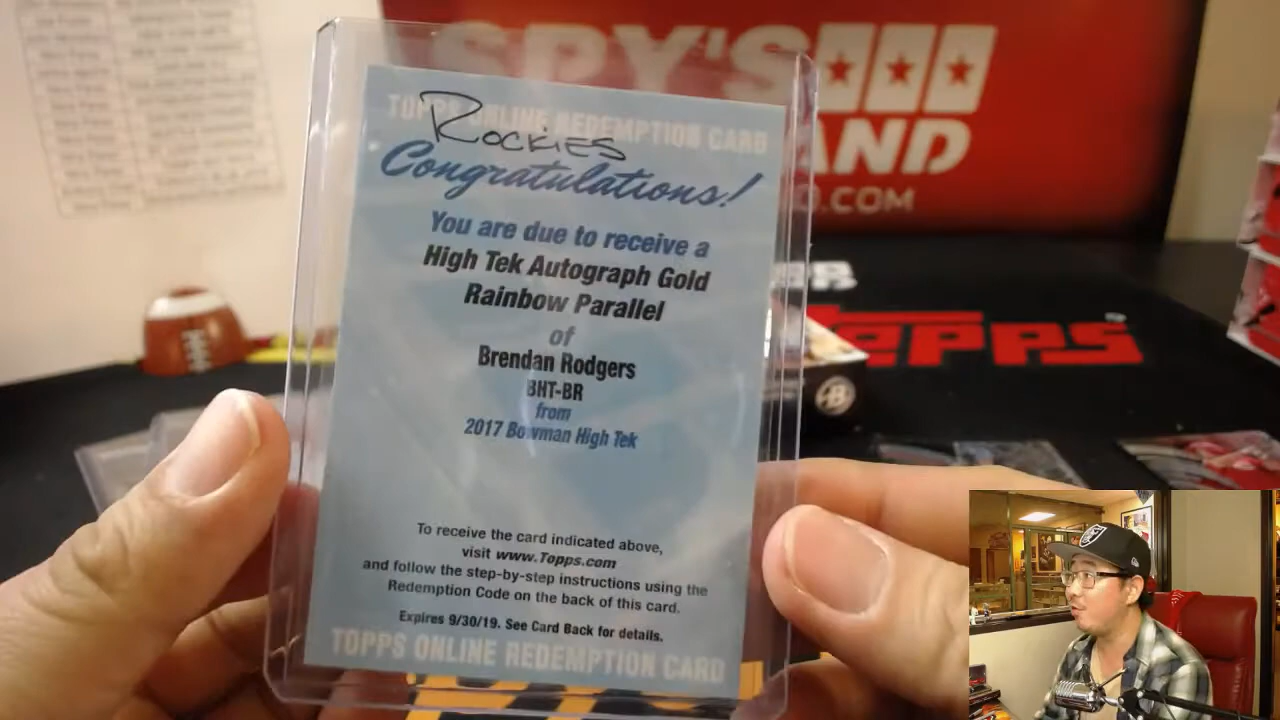 SPY'S
AND
O.COM
TOPPS ONLINE REDEMPTION CARD
ROCKIES
Congratulations!
You are due to receive a
High Tek Autograph Gold
Rainbow Parallel
of
Brendan Rodgers
BHT-BR
from
2017 Bowman High Tek
To receive the card indicated above,
visit www.Topps.com
and follow the step-by-step instructions using the
Redemption Code on the back of this card.
Expires 9/30/19. See Card Back for details.
TOPPS ONLINE REDEMPTION CARD
TOPPS